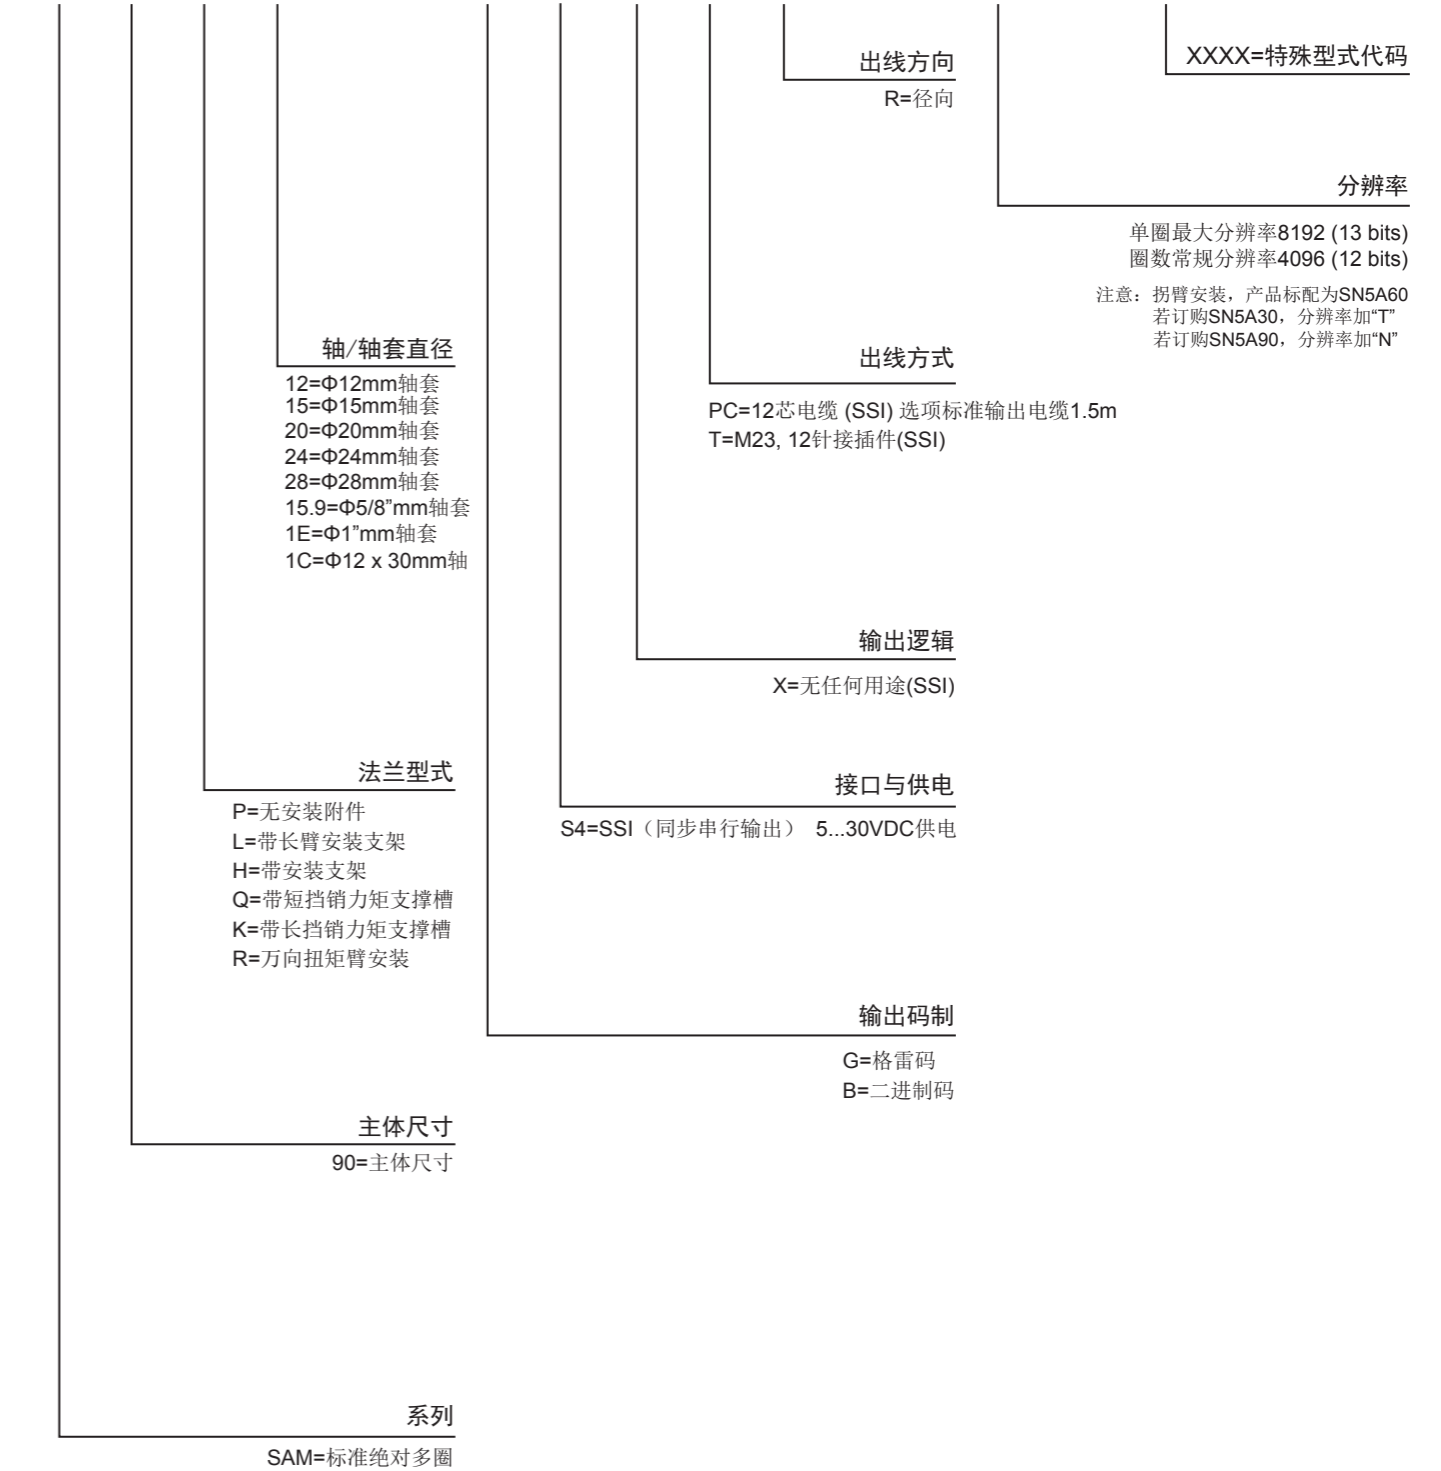 出线方向
R=径向
XXXX=特殊型式代码
分辨率
单圈最大分辨率8192 (13 bits)
圈数常规分辨率4096 (12 bits)
注意：拐臂安装，产品标配为SN5A60
若订购SN5A30，分辨率加“T”
若订购SN5A90，分辨率加“N”
轴/轴套直径
12=Φ12mm轴套
15=Φ15mm轴套
20=Φ20mm轴套
24=Φ24mm轴套
28=Φ28mm轴套
15.9=Φ5/8”mm轴套
1E=Φ1”mm轴套
1C=Φ12 x 30mm轴
出线方式
PC=12芯电缆 (SSI) 选项标准输出电缆1.5m
T=M23, 12针接插件(SSI)
输出逻辑
X=无任何用途(SSI)
法兰型式
P=无安装附件
L=带长臂安装支架
H=带安装支架
Q=带短挡销力矩支撑槽
K=带长挡销力矩支撑槽
R=万向扭矩臂安装
接口与供电
S4=SSI（同步串行输出） 5...30VDC供电
输出码制
G=格雷码
B=二进制码
主体尺寸
90=主体尺寸
系列
SAM=标准绝对多圈